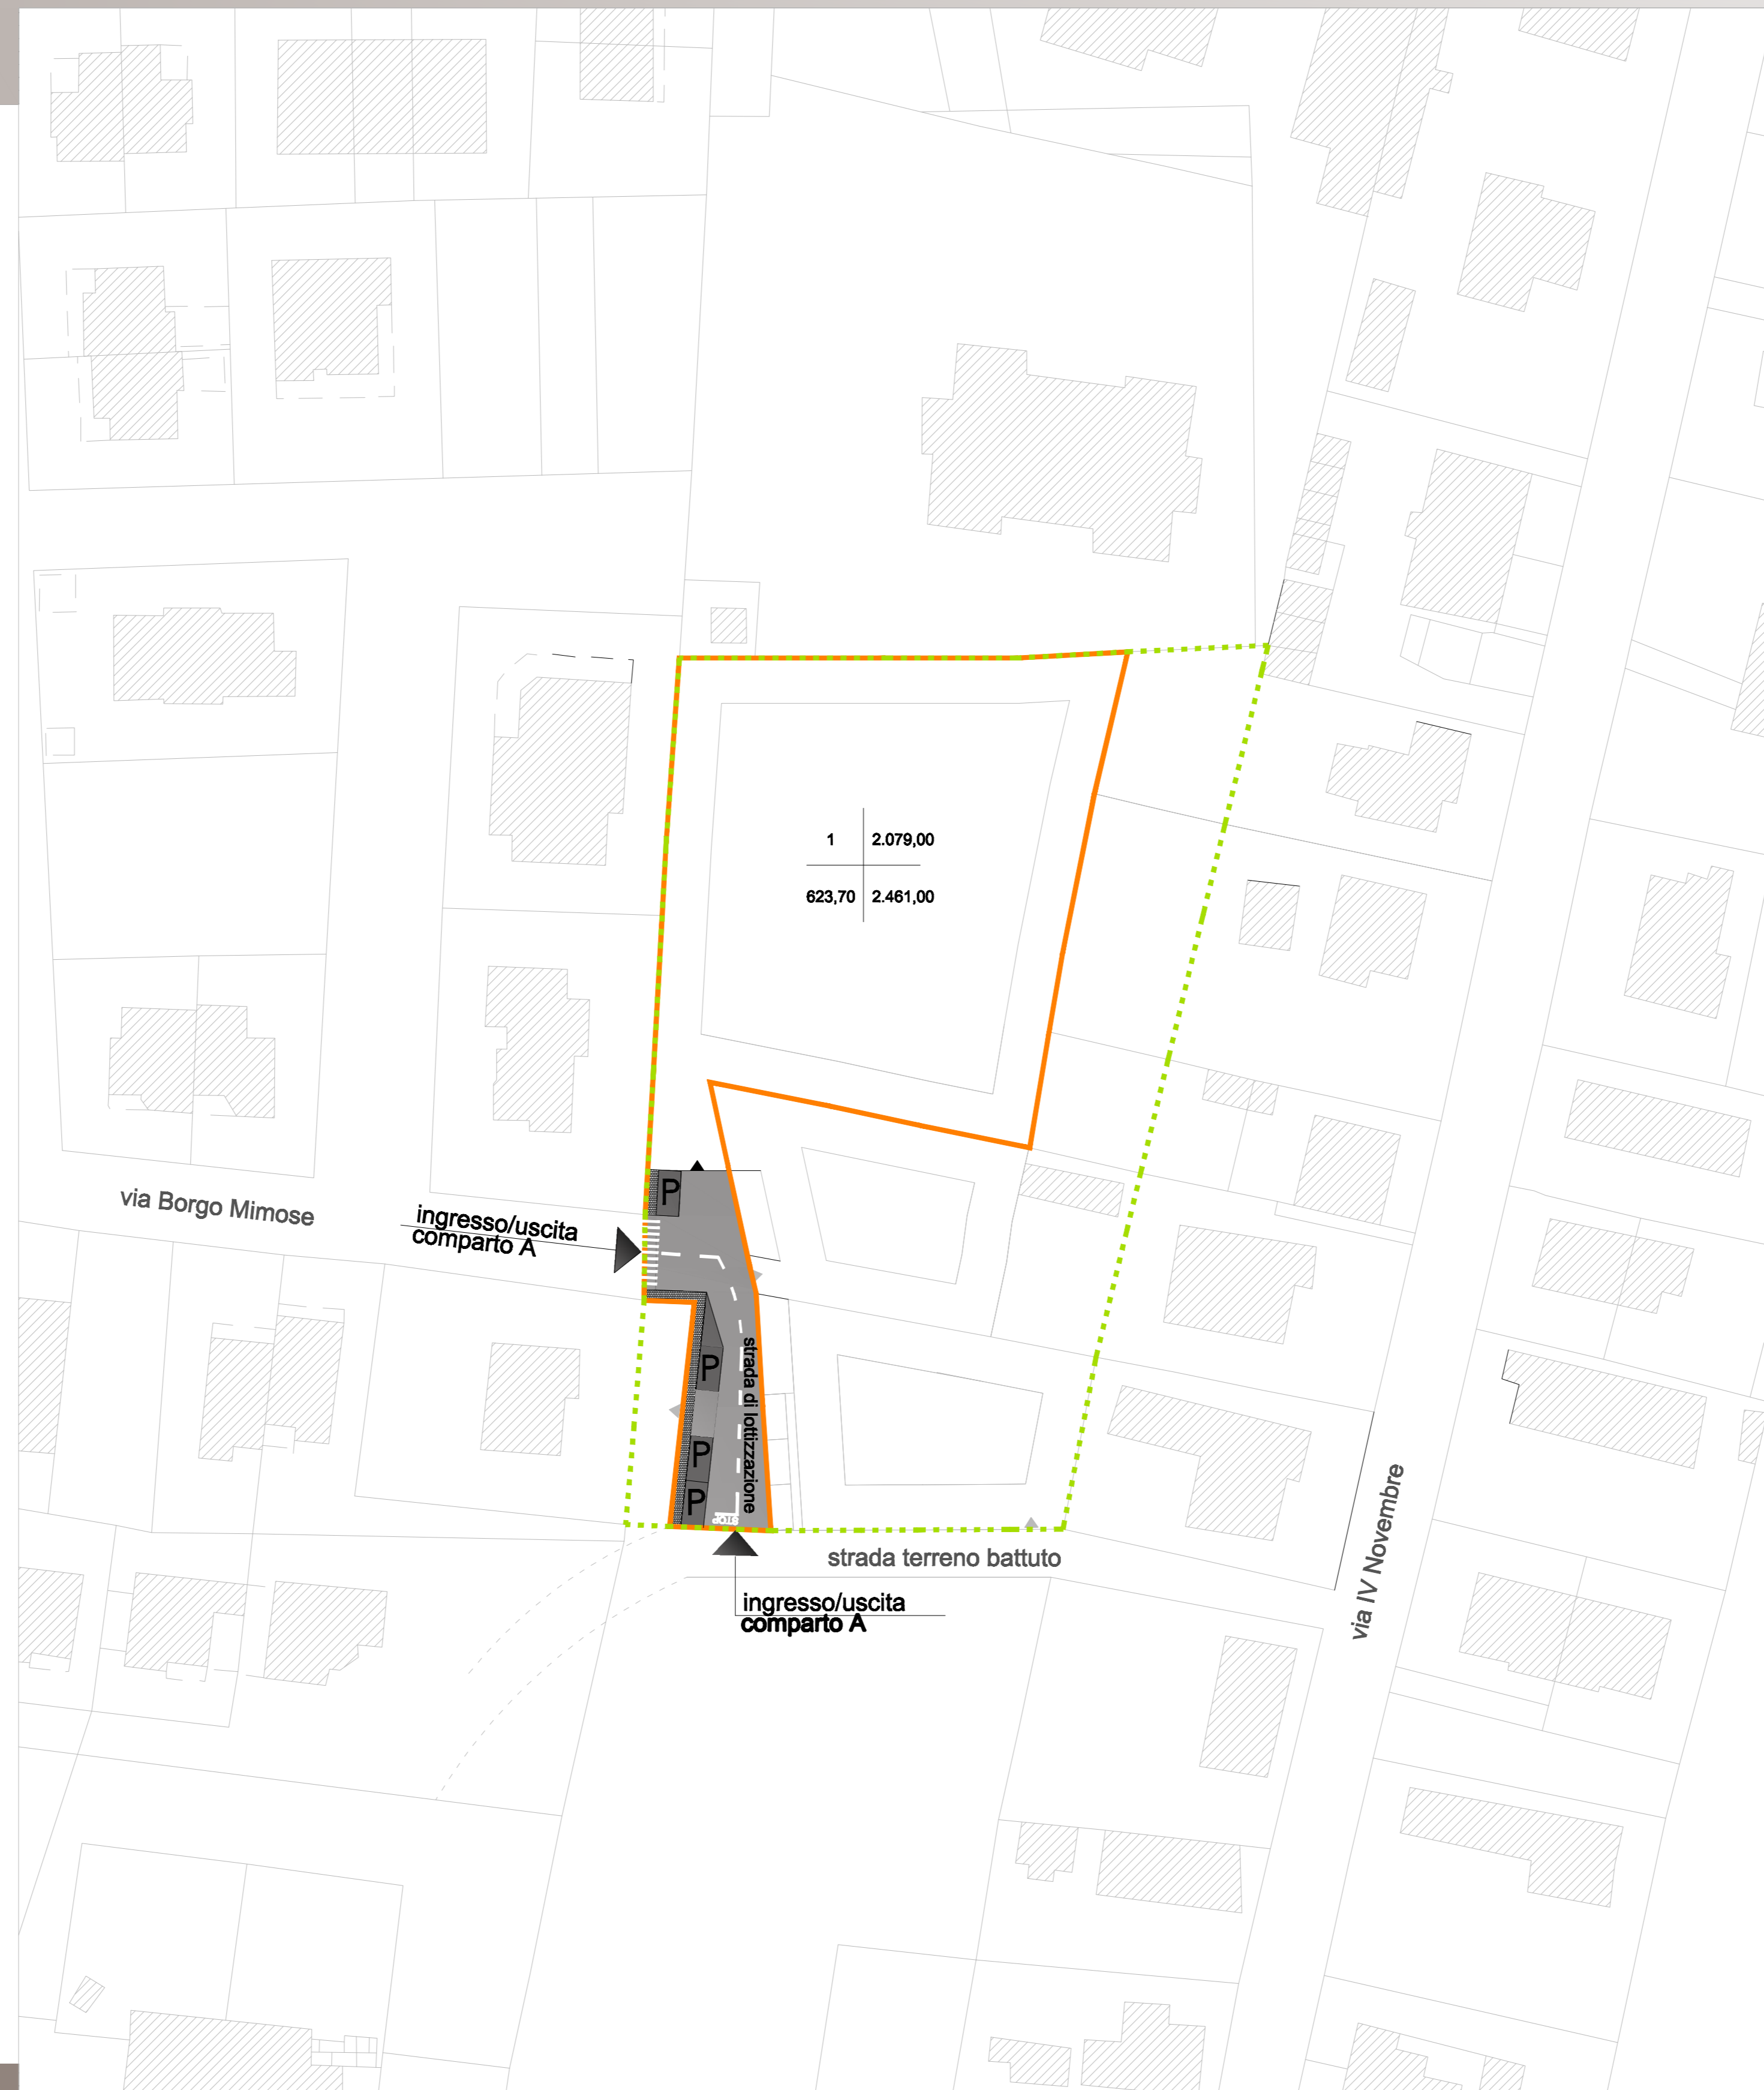 1 2.079,00
623,70 2.461,00
P
via Borgo Mimose
ingresso/uscita
comparto A
P
strada di lottizzazione
P
P
STOP
strada terreno battuto
via IV Novembre
ingresso/uscita
comparto A